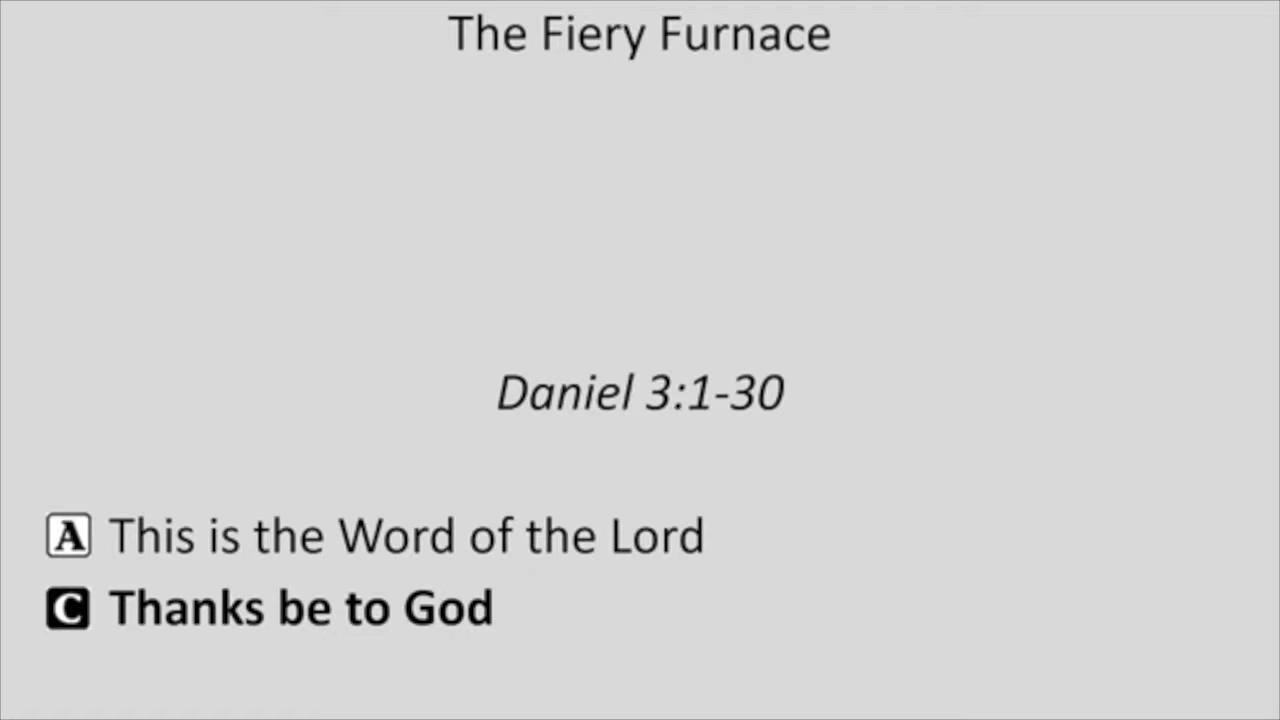 The Fiery Furnace
Daniel 3:1-30
A This is the Word of the Lord
C Thanks be to God